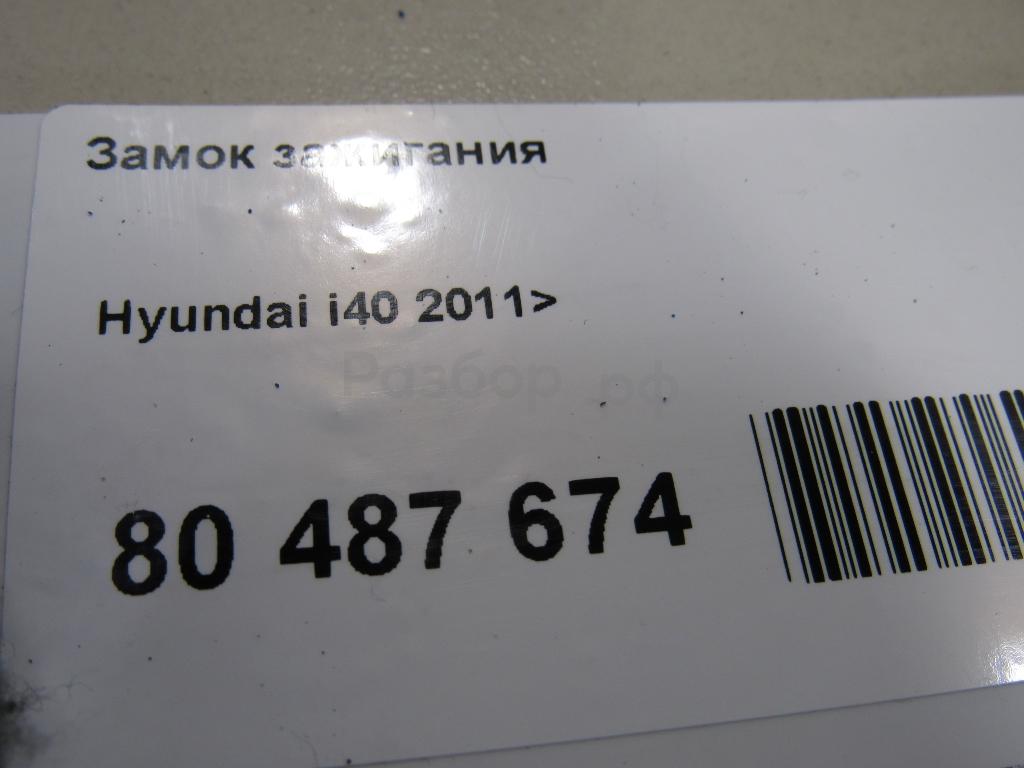 Замок зажигания
Hyundai i40 2011>
Разбор.рф
80 487 674